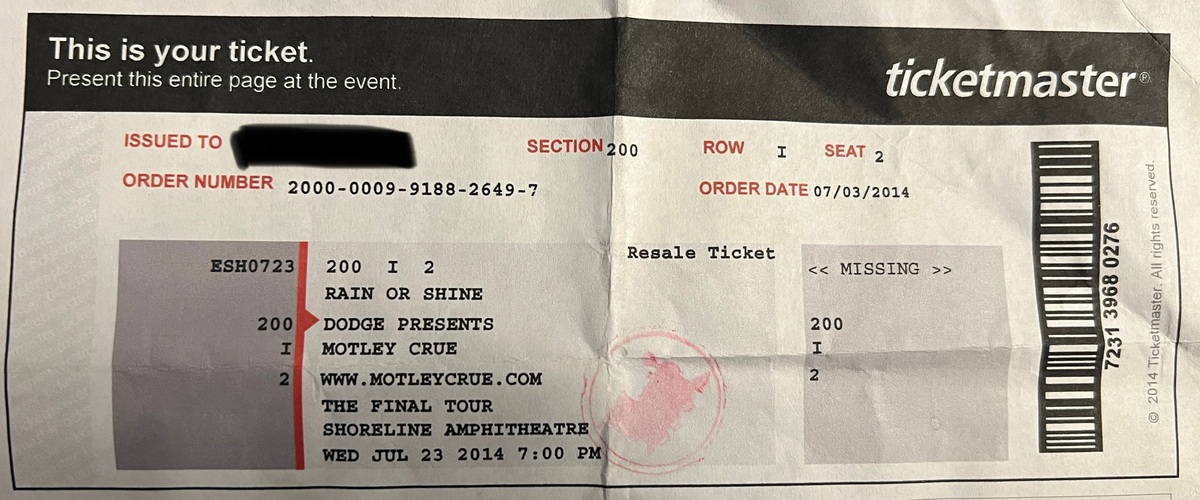 This is your ticket.
Present this entire page at the event.
ticketmaster®
ISSUED TO
SECTION 200 ROW I SEAT 2
ORDER NUMBER 2000-0009-9188-2649-7
ORDER DATE 07/03/2014
ESH0723
200
I
2
200 I 2
RAIN OR SHINE
DODGE PRESENTS
MOTLEY CRUE
WWW.MOTLEYCRUE.COM
THE FINAL TOUR
SHORELINE AMPHITHEATRE
WED JUL 23 2014 7:00 PM
Resale Ticket
<< MISSING >>
200
I
2
7231 3968 0276
© 2014 Ticketmaster. All rights reserved.